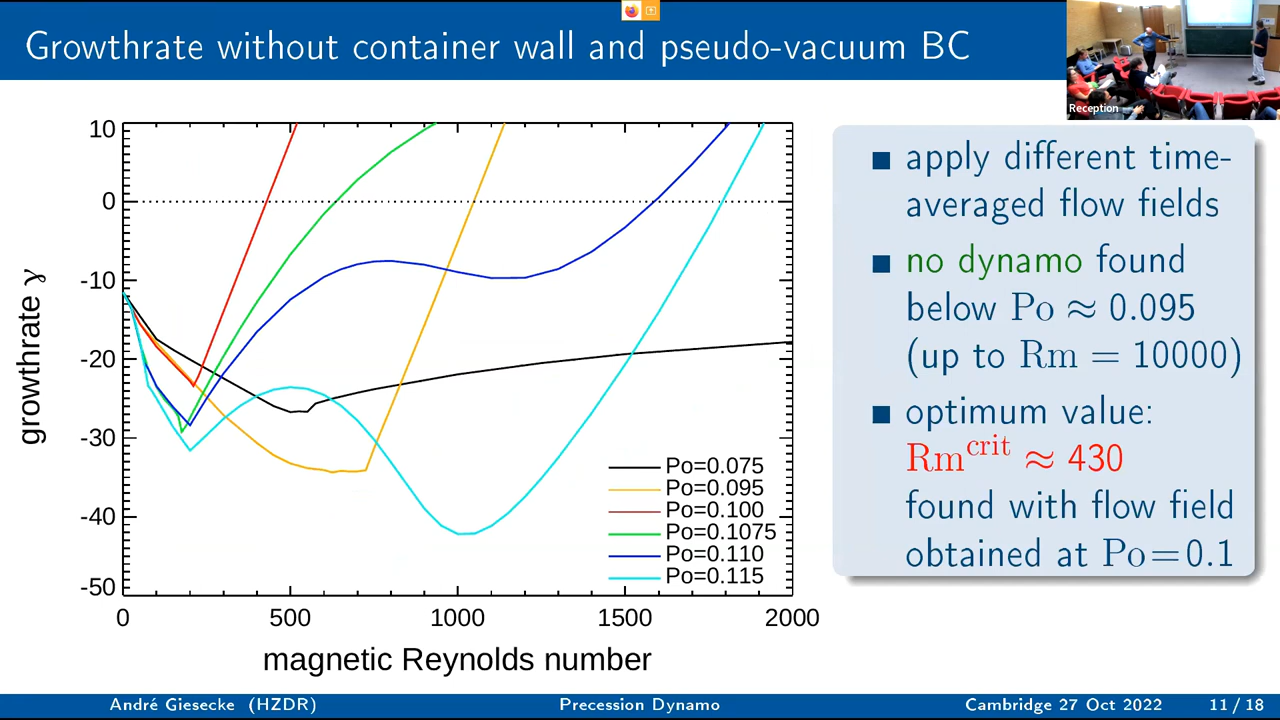 Growthrate without container wall and pseudo-vacuum BC
Reception
10
0
-10
-20
-30
-40
-50
growthrate γ
0
500
1000
1500
2000
magnetic Reynolds number
Po=0.075
Po=0.095
Po=0.100
Po=0.1075
Po=0.110
Po=0.115
apply different time-
averaged flow fields
no dynamo found
below Po ≈ 0.095
(up to Rm = 10000)
optimum value:
Rm^crit ≈ 430
found with flow field
obtained at Po=0.1
André Giesecke (HZDR)
Precession Dynamo
Cambridge 27 Oct 2022
11 / 18